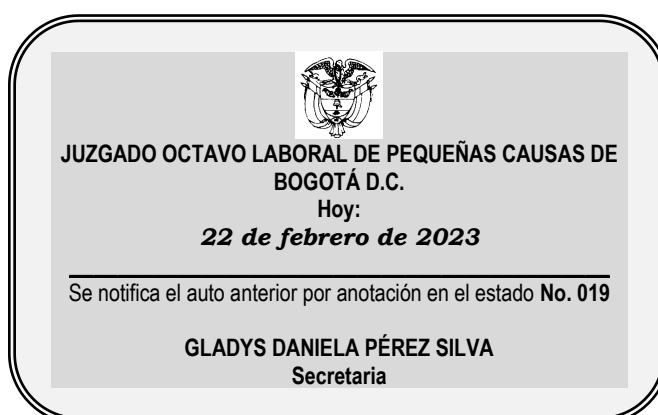 JUZGADO OCTAVO LABORAL DE PEQUEÑAS CAUSAS DE
BOGOTÁ D.C.
Hoy:
22 de febrero de 2023
Se notifica el auto anterior por anotación en el estado No. 019
GLADYS DANIELA PÉREZ SILVA
Secretaria